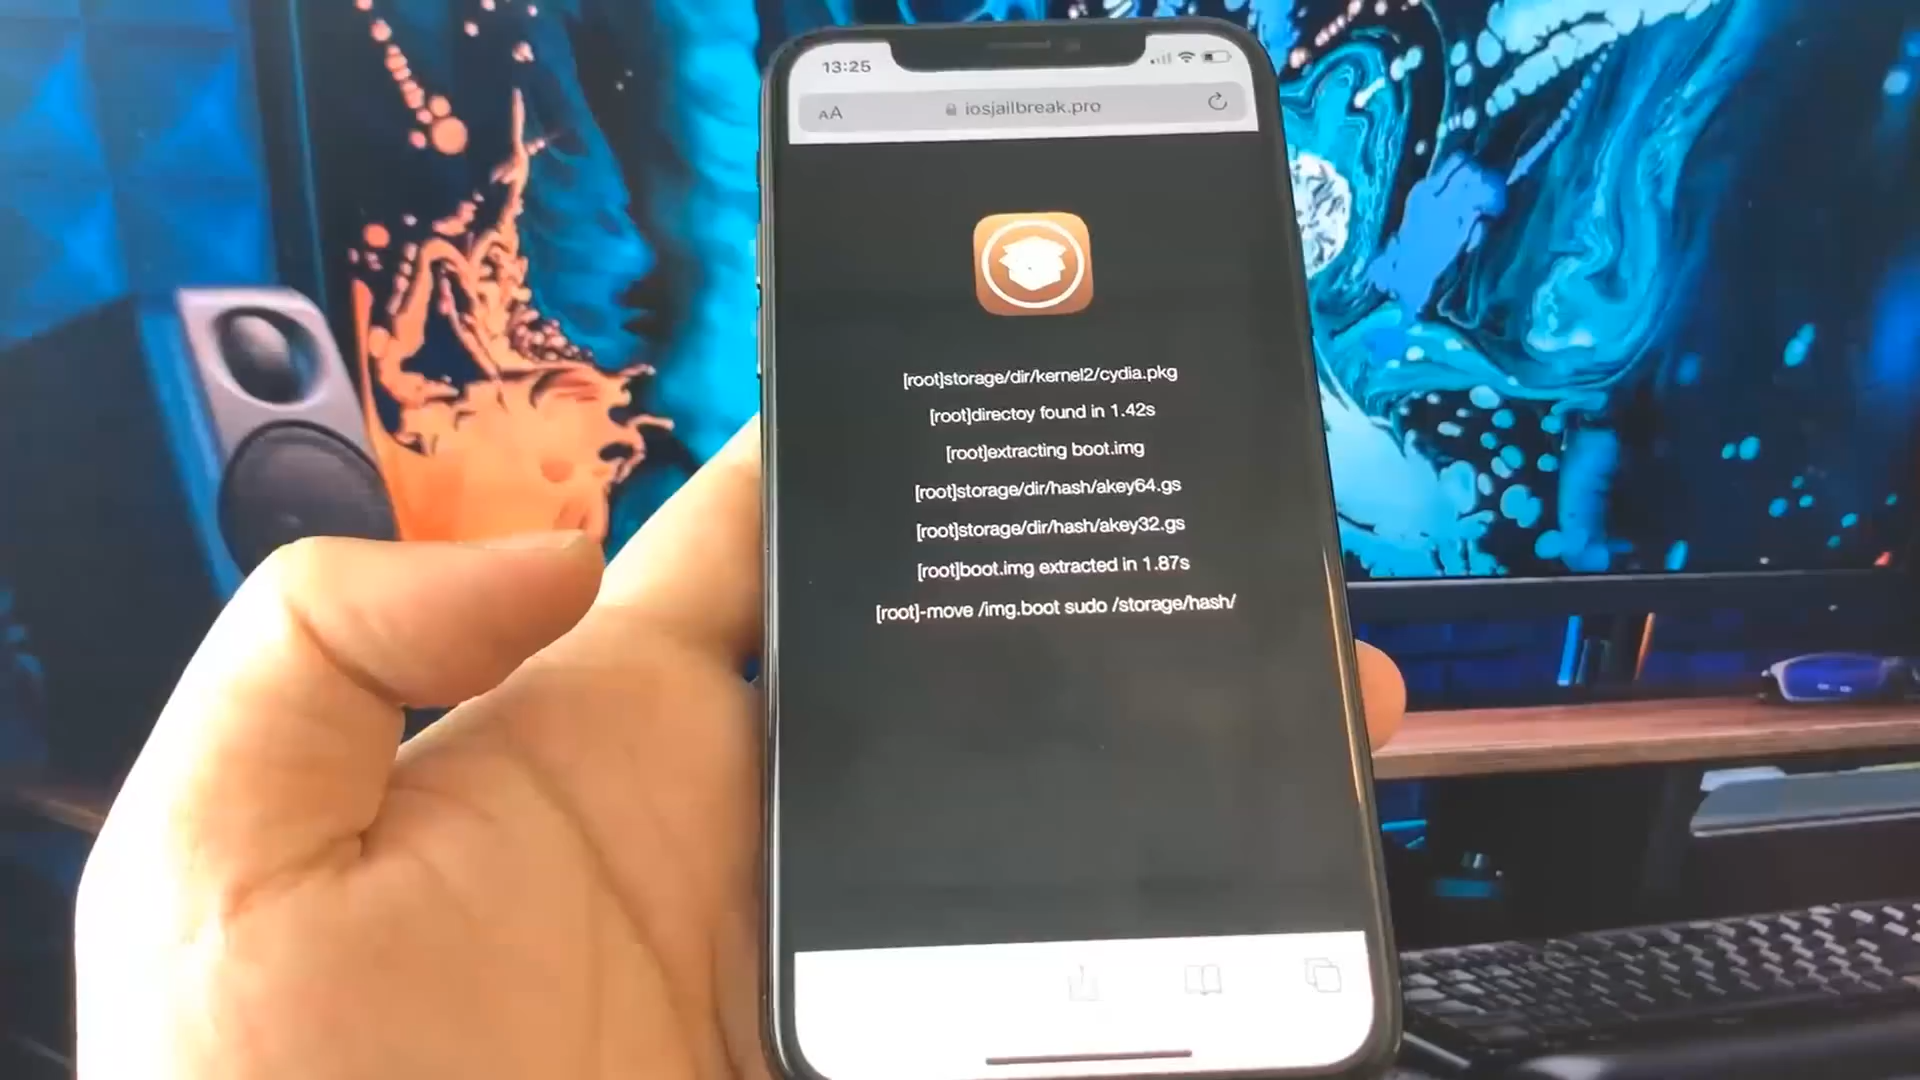 13:25
AA iosjailbreak.pro
[root]storage/dir/kernel2/cydia.pkg
[root]directoy found in 1.42s
[root]extracting boot.img
[root]storage/dir/hash/akey64.gs
[root]storage/dir/hash/akey32.gs
[root]boot.img extracted in 1.87s
[root]-move /img.boot sudo /storage/hash/